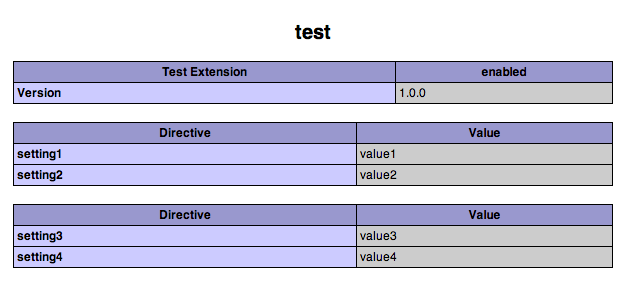 test
Test Extension enabled
Version 1.0.0
Directive Value
setting1 value1
setting2 value2
Directive Value
setting3 value3
setting4 value4